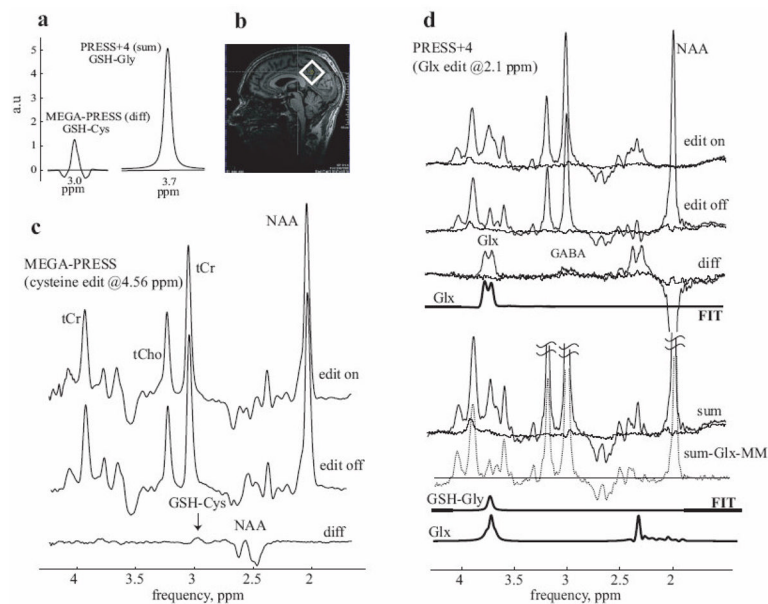 a
PRESS+4 (sum)
GSH-Gly
MEGA-PRESS (diff)
GSH-Cys
a.u
5
4
3
2
1
0
3.0
ppm
3.7
ppm
b
c
MEGA-PRESS
(cysteine edit @4.56 ppm)
NAA
tCr
tCr
tCho
edit on
edit off
GSH-Cys
NAA
diff
4
3.5
3
2.5
2
frequency, ppm
d
PRESS+4
(Glx edit @2.1 ppm)
NAA
edit on
edit off
Glx
GABA
diff
Glx
FIT
sum
sum-Glx-MM
GSH-Gly
FIT
Glx
4
3.5
3
2.5
2
frequency, ppm